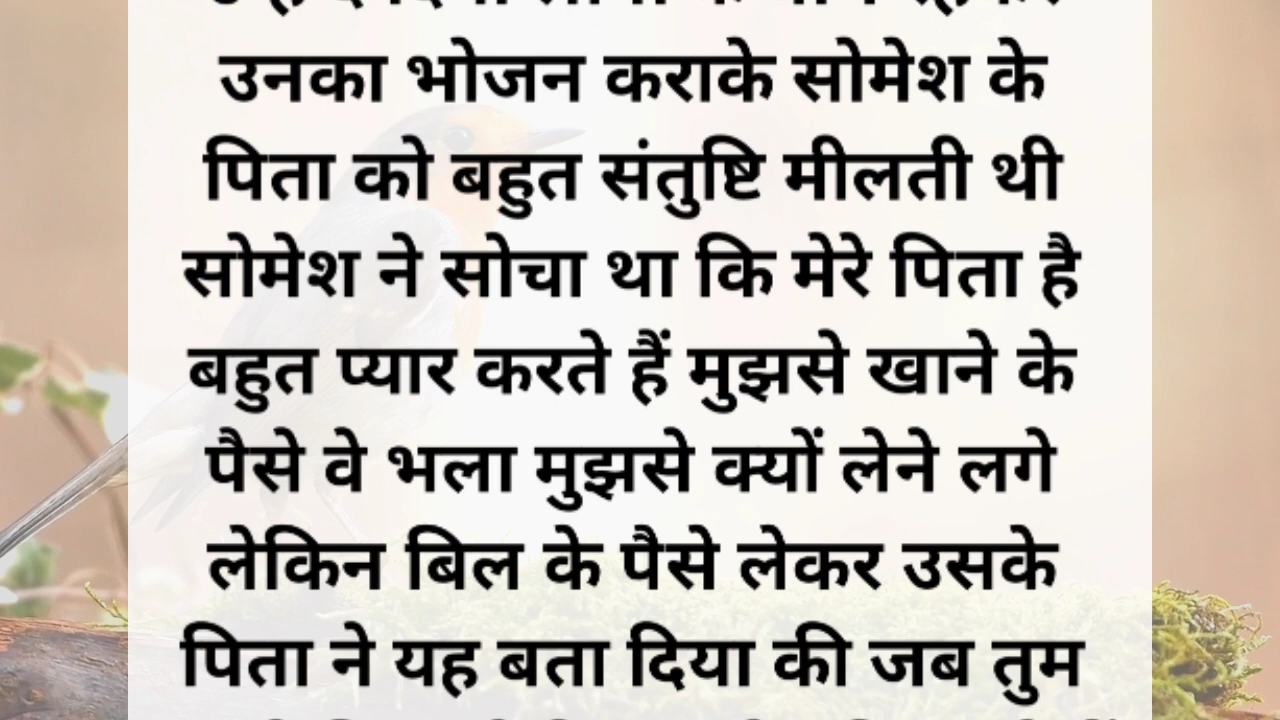 उनका भोजन कराके सोमेश के
पिता को बहुत संतुष्टि मीलती थी
सोमेश ने सोचा था कि मेरे पिता है
बहुत प्यार करते हैं मुझसे खाने के
पैसे वे भला मुझसे क्यों लेने लगे
लेकिन बिल के पैसे लेकर उसके
पिता ने यह बता दिया की जब तुम